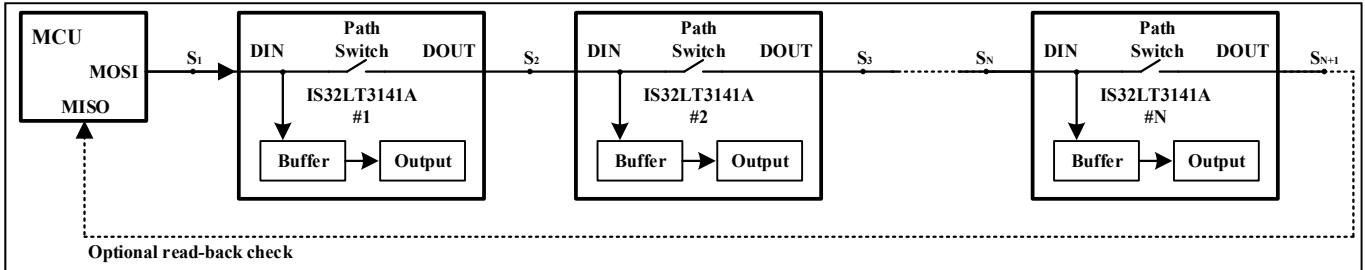 MCU
MOSI
MISO
S1
DIN
Path
Switch
DOUT
IS32LT3141A
#1
Buffer
Output
S2
DIN
Path
Switch
DOUT
IS32LT3141A
#2
Buffer
Output
S3
SN
DIN
Path
Switch
DOUT
IS32LT3141A
#N
Buffer
Output
SN+1
Optional read-back check